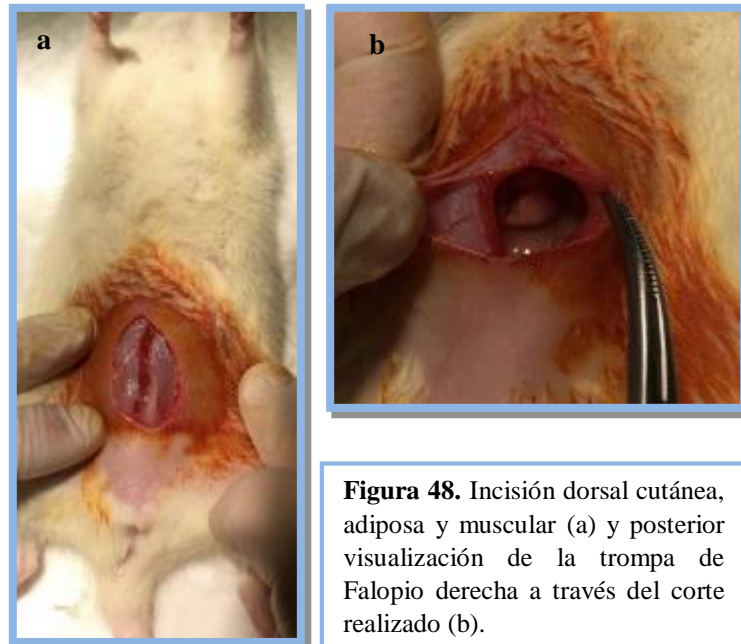 a
b
Figura 48. Incisión dorsal cutánea,
adiposa y muscular (a) y posterior
visualización de la trompa de
Falopio derecha a través del corte
realizado (b).